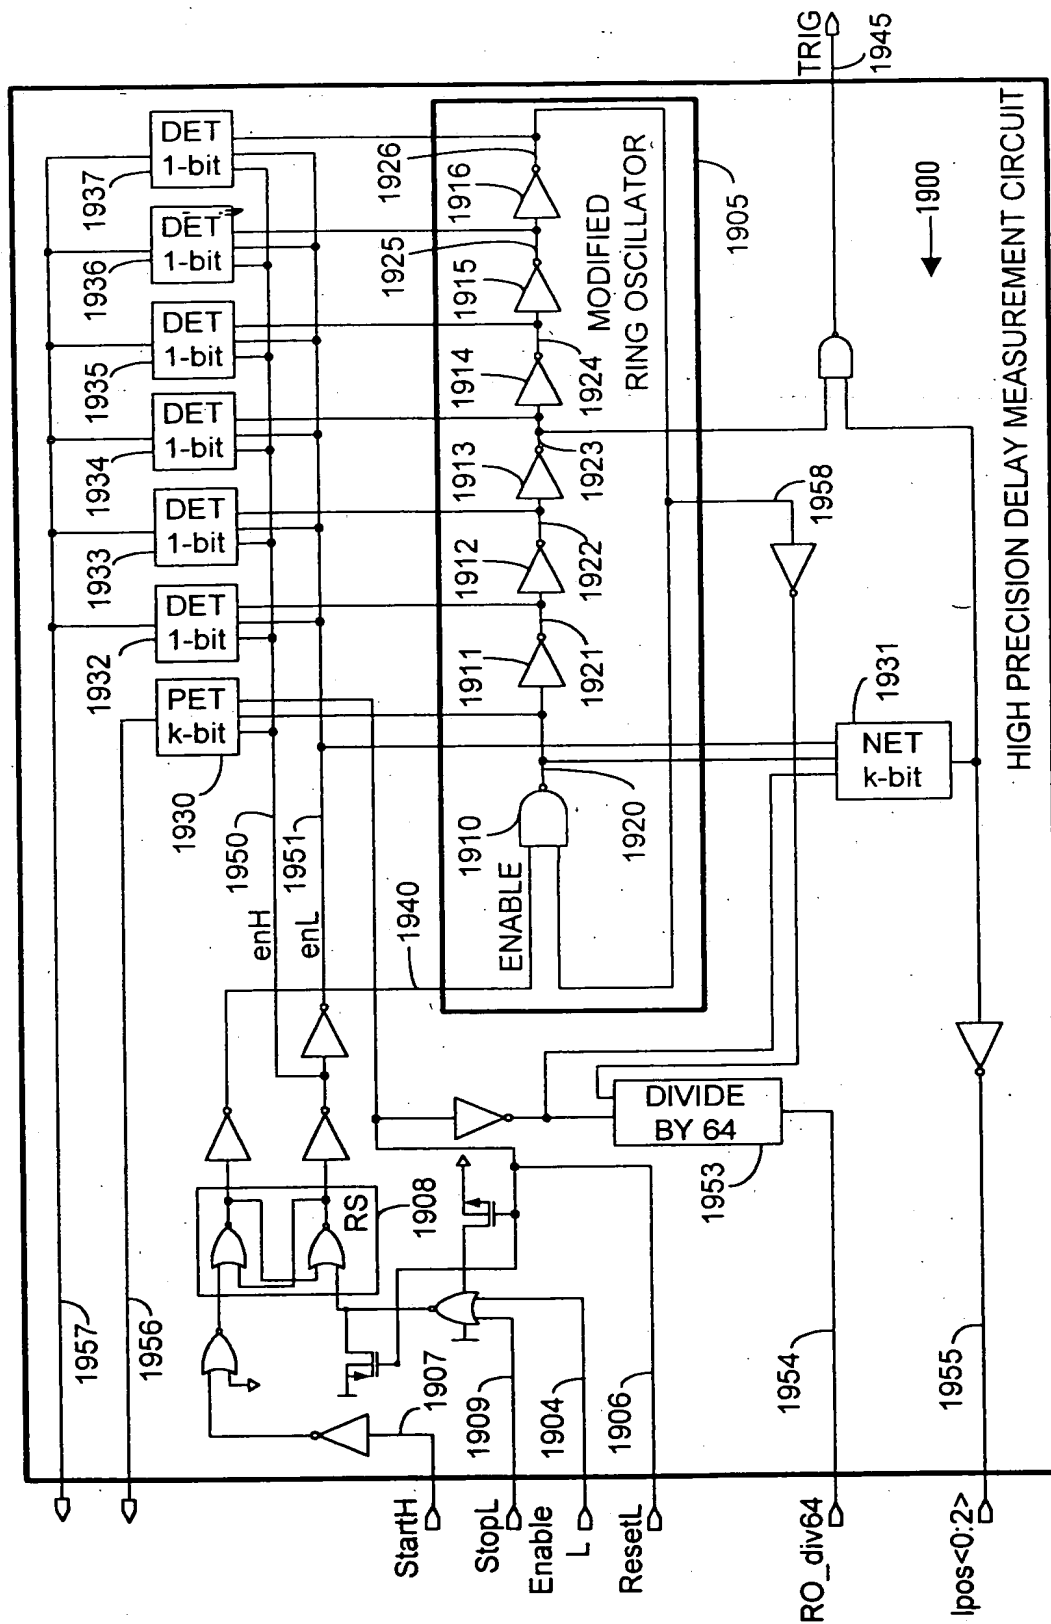 HIGH PRECISION DELAY MEASUREMENT CIRCUIT
1900
1957
1956
1950
enH
1951
enL
1940
PET
k-bit
1930
DET
1-bit
1932
DET
1-bit
1933
DET
1-bit
1934
DET
1-bit
1935
DET
1-bit
1936
DET
1-bit
1937
ENABLE
1910
1911
1912
1913
1914
1915
1916
1920
1921
1922
1923
1924
1925
1926
MODIFIED
RING OSCILLATOR
1905
RS
1908
1907
1909
1904
1906
StartH
StopL
Enable
L
ResetL
RO_div64
Ipos<0:2>
DIVIDE
BY 64
1953
1954
1955
NET
k-bit
1931
1958
TRIG
1945